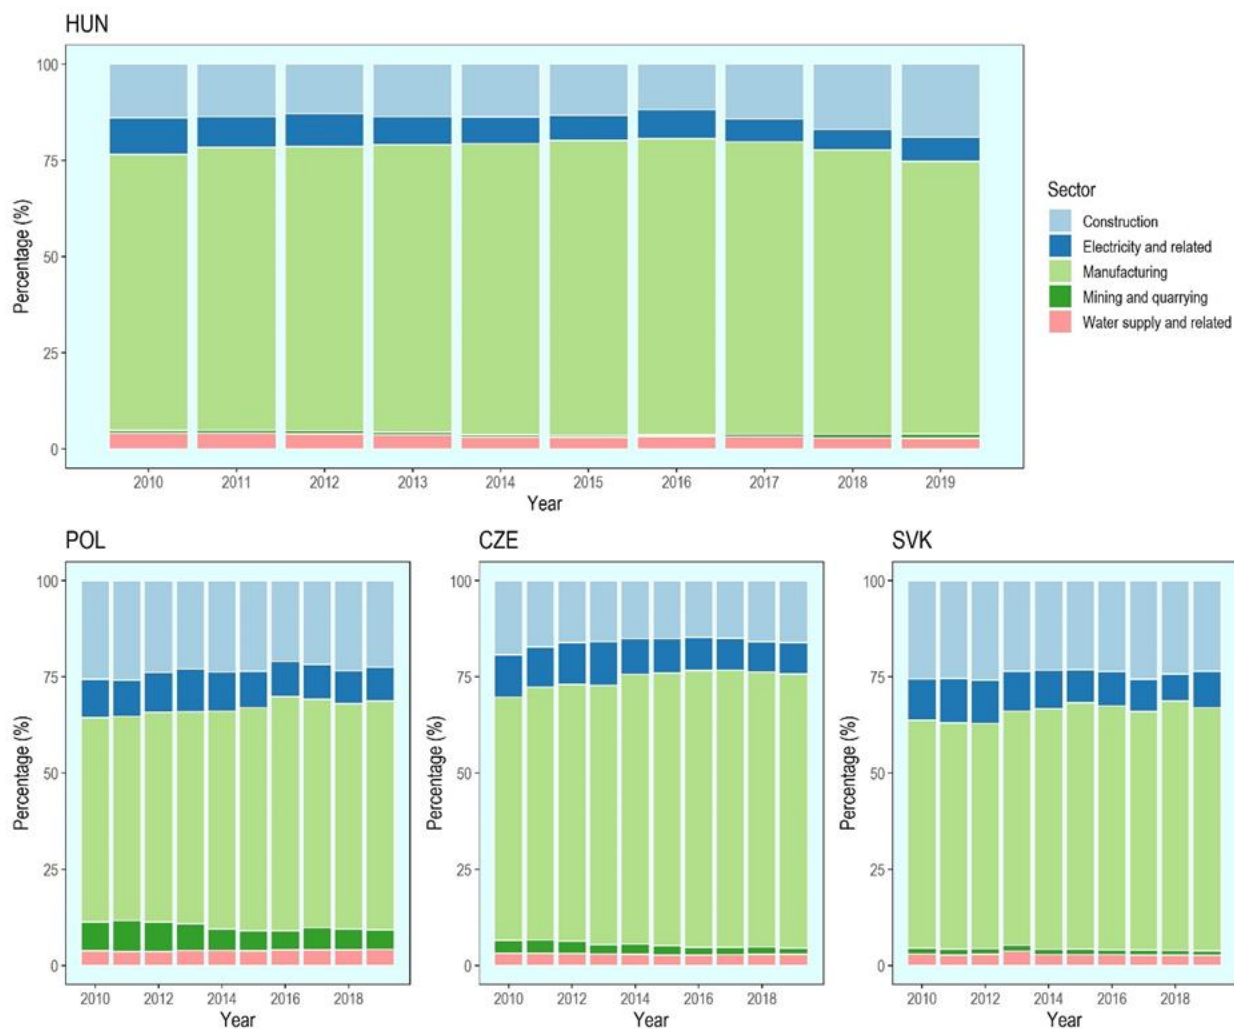 HUN
100
75
50
25
0
Percentage (%)
2010 2011 2012 2013 2014 2015 2016 2017 2018 2019
Year
Sector
Construction
Electricity and related
Manufacturing
Mining and quarrying
Water supply and related
POL
100
75
50
25
0
Percentage (%)
2010 2012 2014 2016 2018
Year
CZE
100
75
50
25
0
Percentage (%)
2010 2012 2014 2016 2018
Year
SVK
100
75
50
25
0
Percentage (%)
2010 2012 2014 2016 2018
Year